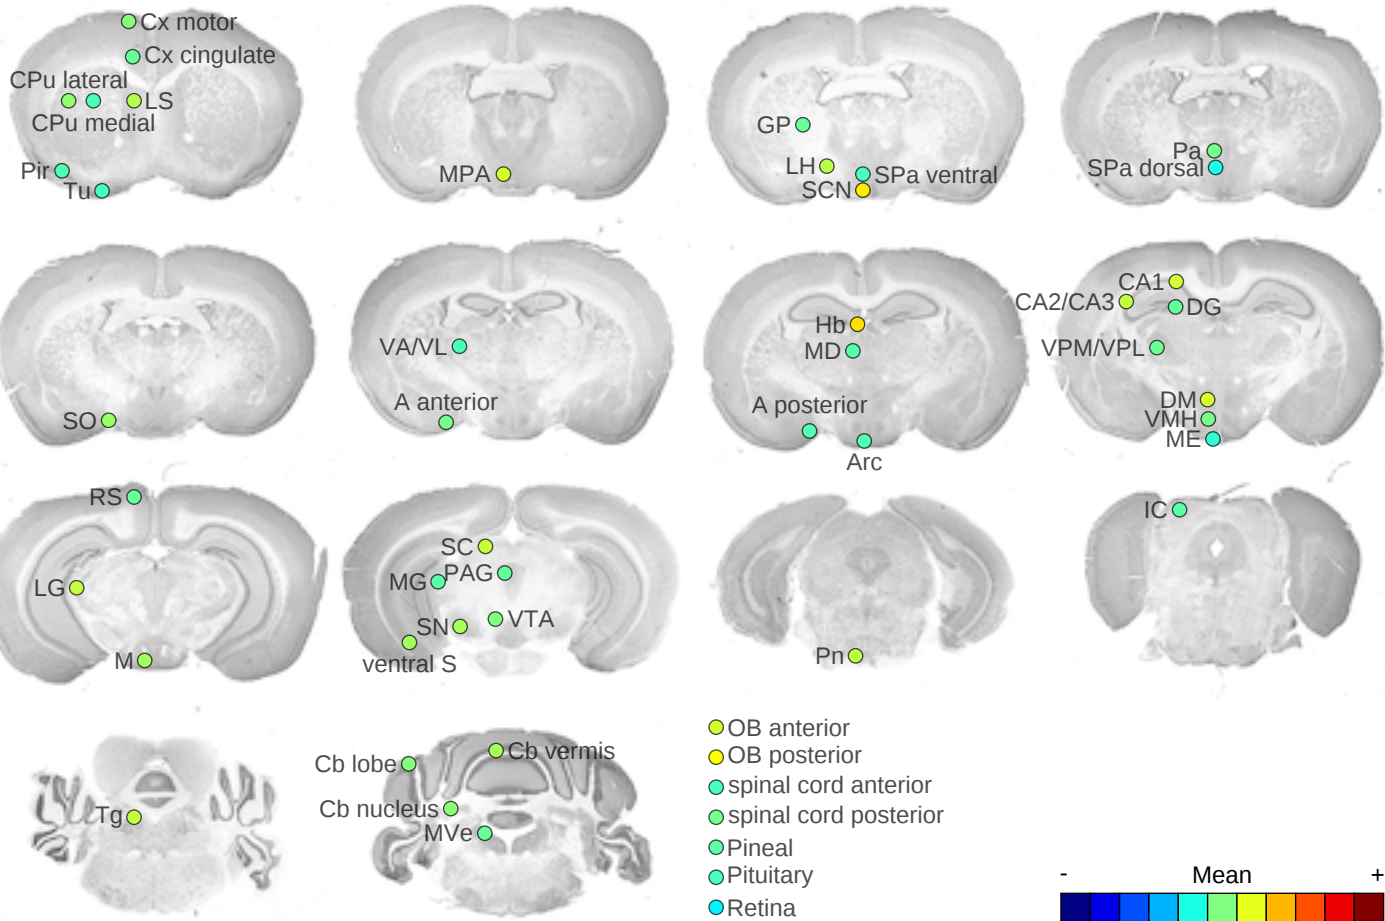 Cx motor
Cx cingulate
CPu lateral
LS
CPu medial
Pir
Tu
MPA
GP
LH
SPa ventral
SCN
Pa
SPa dorsal
SO
VA/VL
A anterior
Hb
MD
A posterior
Arc
CA1
CA2/CA3
DG
VPM/VPL
DM
VMH
ME
RS
LG
M
SC
PAG
MG
VTA
SN
ventral S
Pn
IC
Tg
Cb vermis
Cb lobe
Cb nucleus
MVe
OB anterior
OB posterior
spinal cord anterior
spinal cord posterior
Pineal
Pituitary
Retina
- Mean +